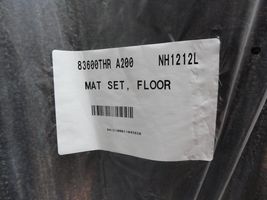 83600THR A200 NH1212L
MAT SET, FLOOR